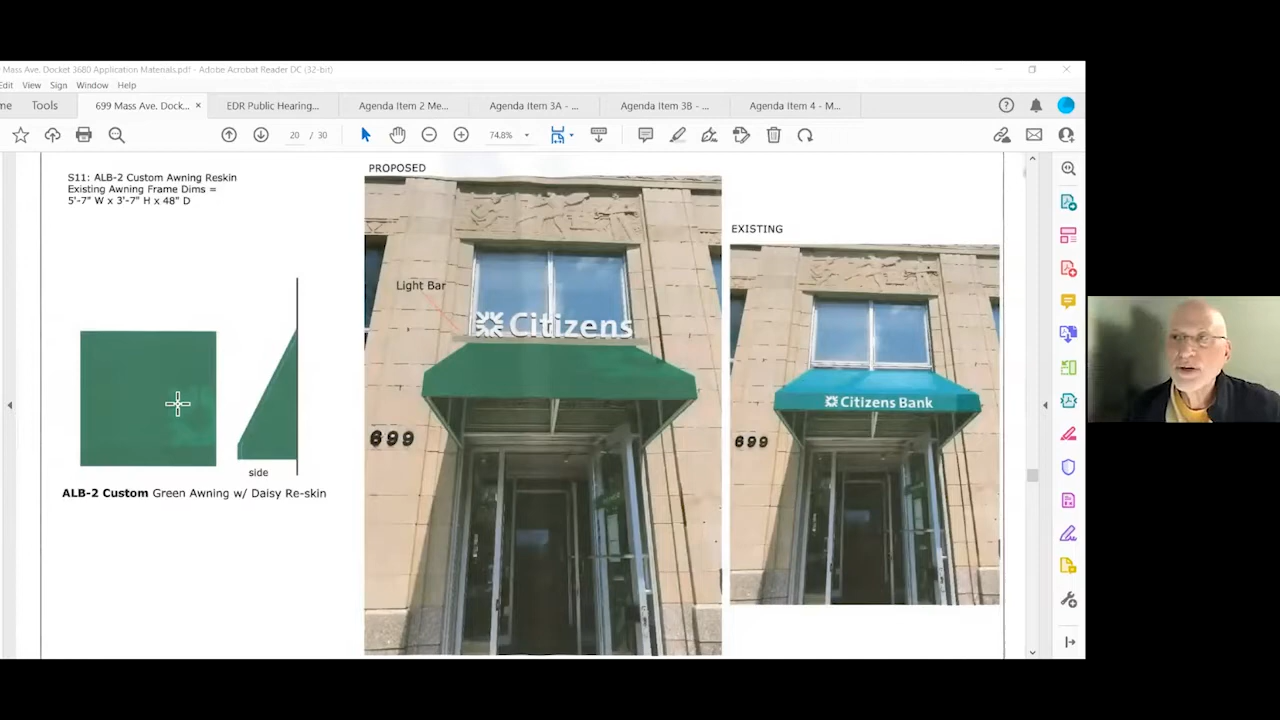 Mass Ave. Docket 3680 Application Materials.pdf - Adobe Acrobat Reader DC (32-bit)
Edit View Sign Window Help
me Tools 699 Mass Ave. Dock... × EDR Public Hearing... Agenda Item 2 Me... Agenda Item 3A - ... Agenda Item 3B - ... Agenda Item 4 - M...
20 / 30 74.8%
S11: ALB-2 Custom Awning Reskin
Existing Awning Frame Dims =
5'-7" W x 3'-7" H x 48" D
PROPOSED
EXISTING
Light Bar
Citizens
699
Citizens Bank
699
side
ALB-2 Custom Green Awning w/ Daisy Re-skin